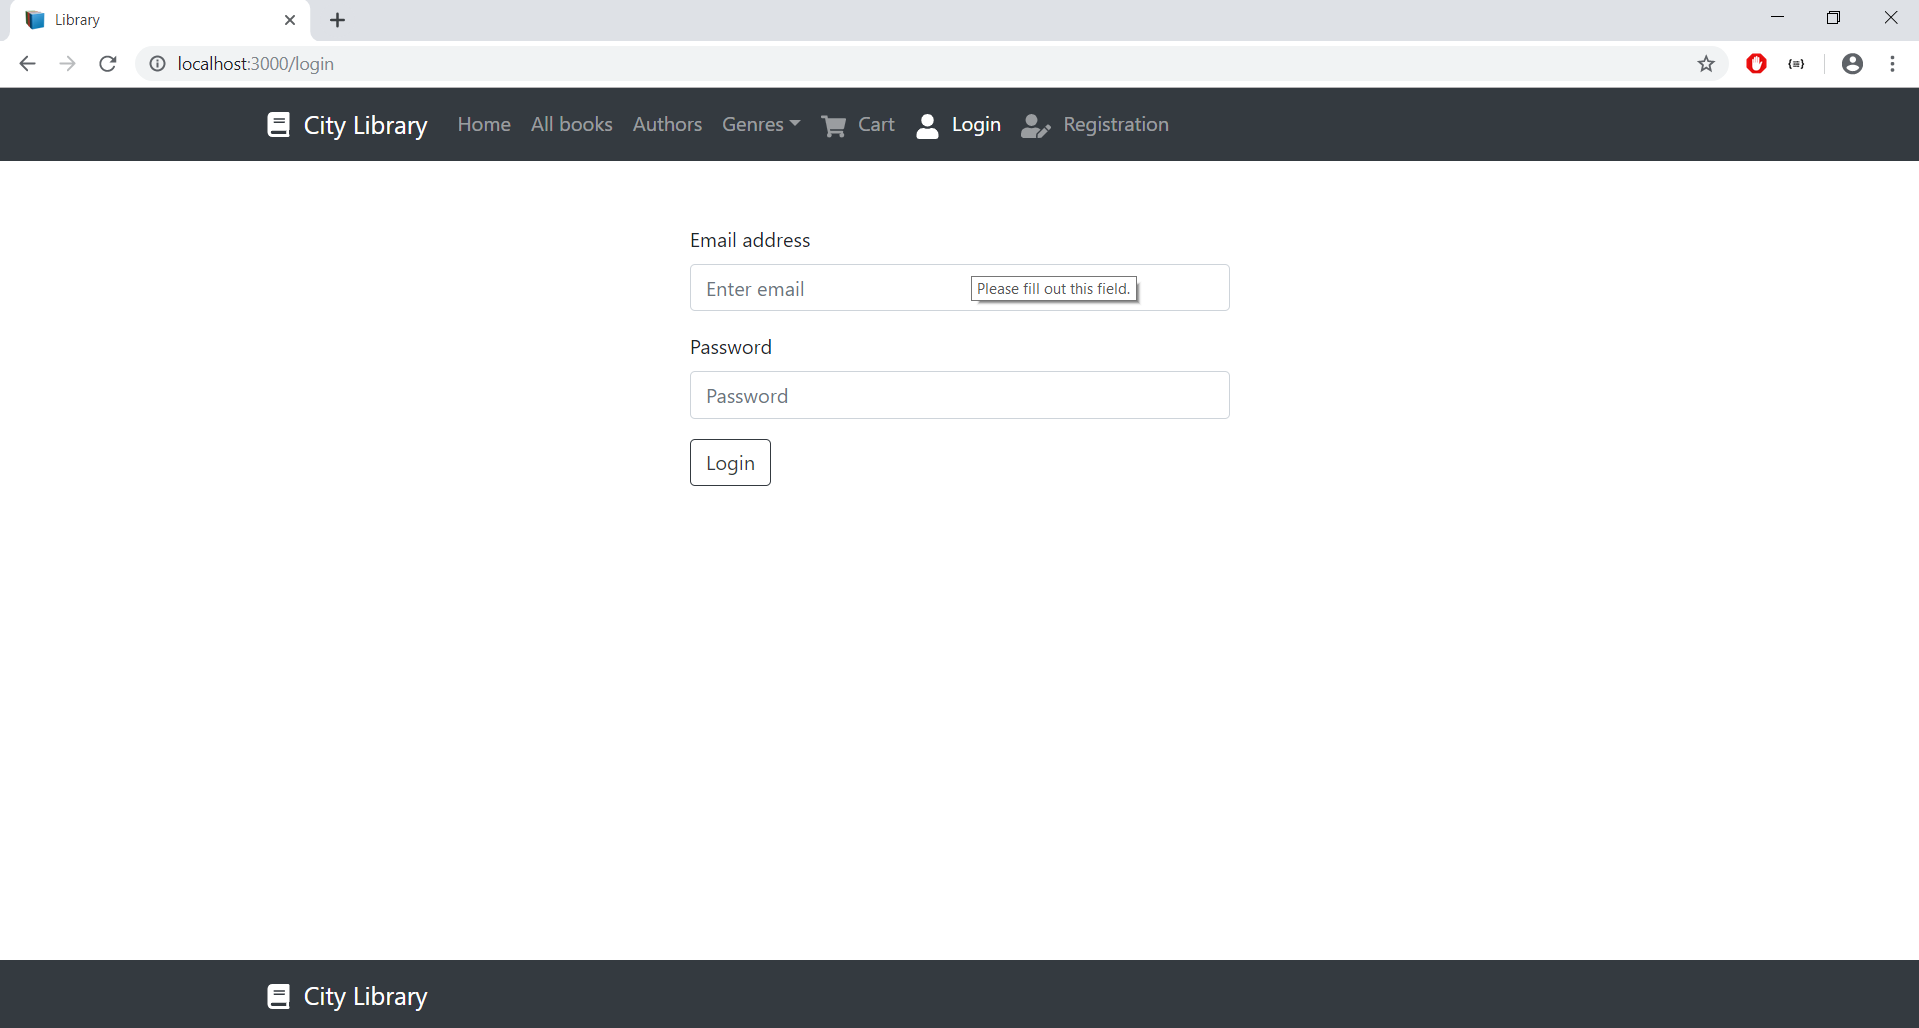 Library
localhost:3000/login
City Library Home All books Authors Genres Cart Login Registration
Email address
Enter email Please fill out this field.
Password
Password
Login
City Library